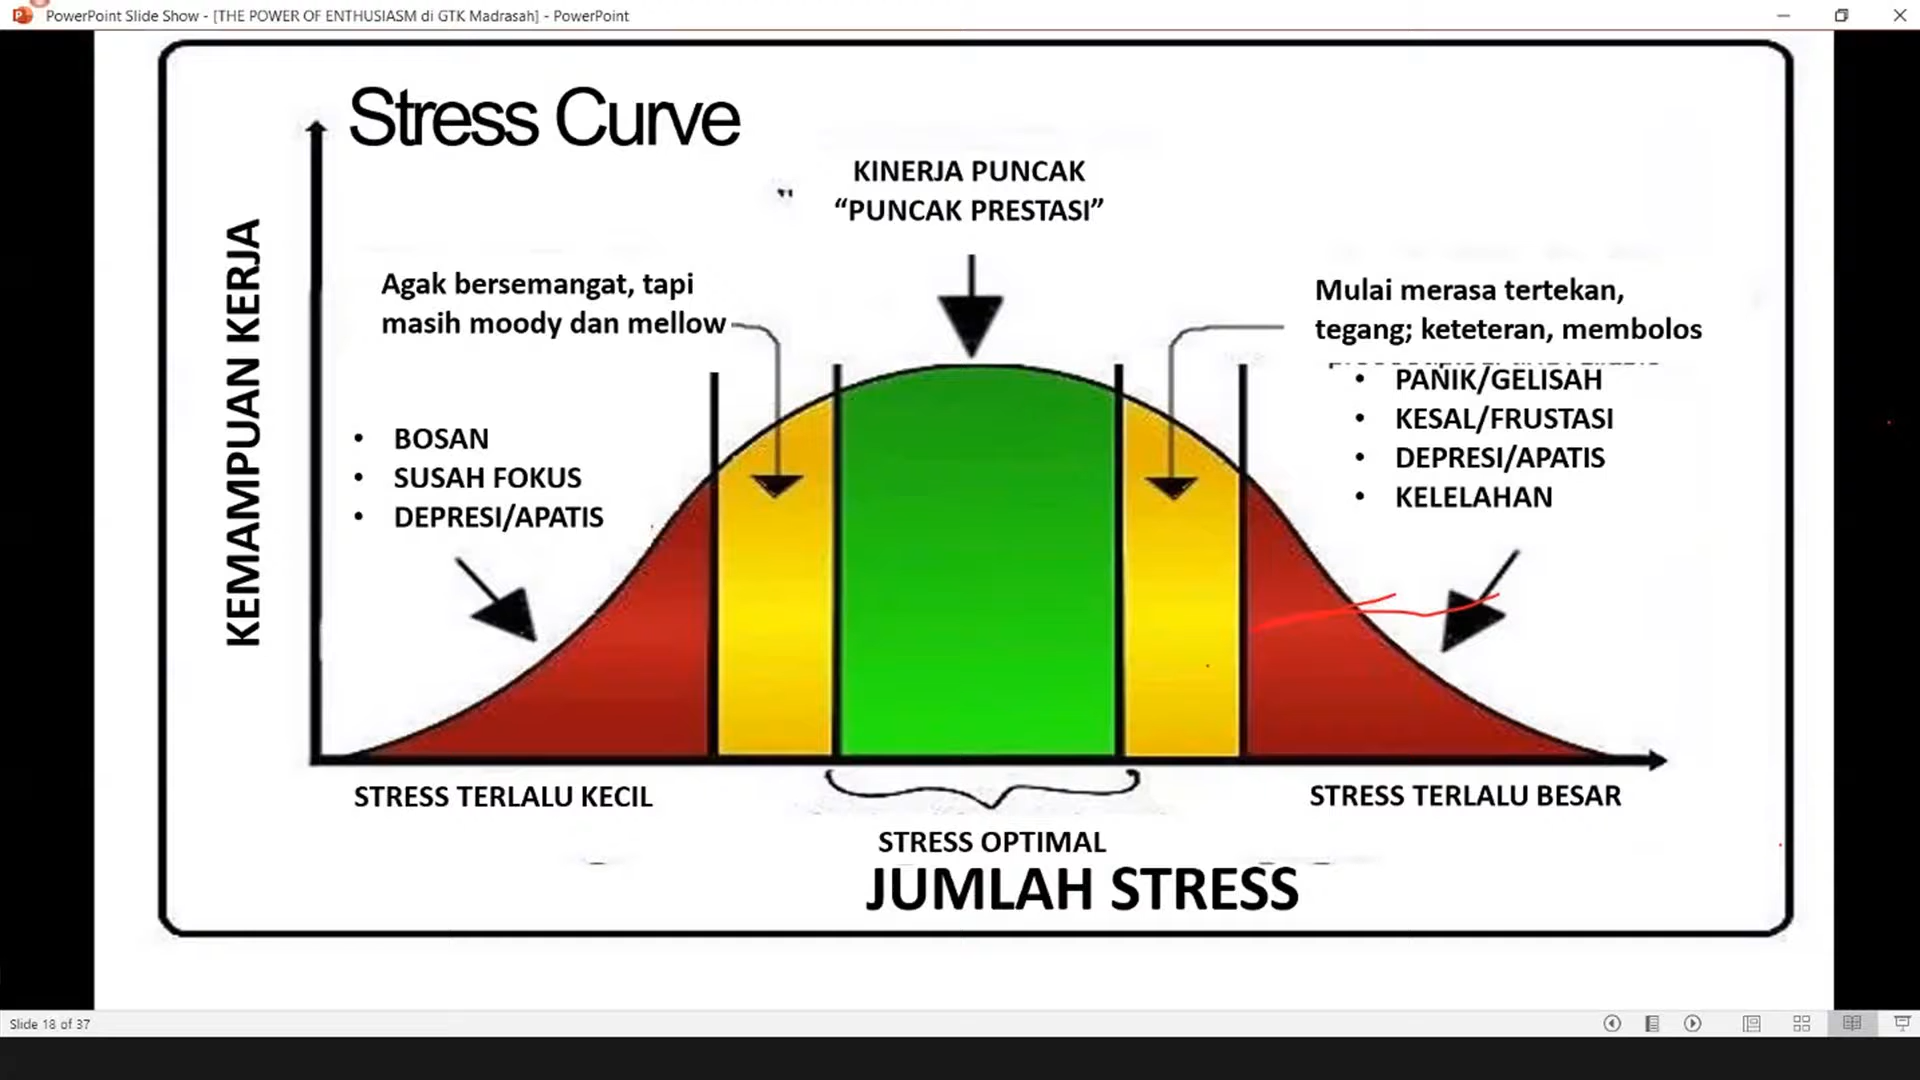 PowerPoint Slide Show - [THE POWER OF ENTHUSIASM di GTK Madrasah] - PowerPoint
Stress Curve
KINERJA PUNCAK
“PUNCAK PRESTASI”
KEMAMPUAN KERJA
Agak bersemangat, tapi
masih moody dan mellow
Mulai merasa tertekan,
tegang; keteteran, membolos
• BOSAN
• SUSAH FOKUS
• DEPRESI/APATIS
• PANIK/GELISAH
• KESAL/FRUSTASI
• DEPRESI/APATIS
• KELELAHAN
STRESS TERLALU KECIL
STRESS TERLALU BESAR
STRESS OPTIMAL
JUMLAH STRESS
Slide 18 of 37